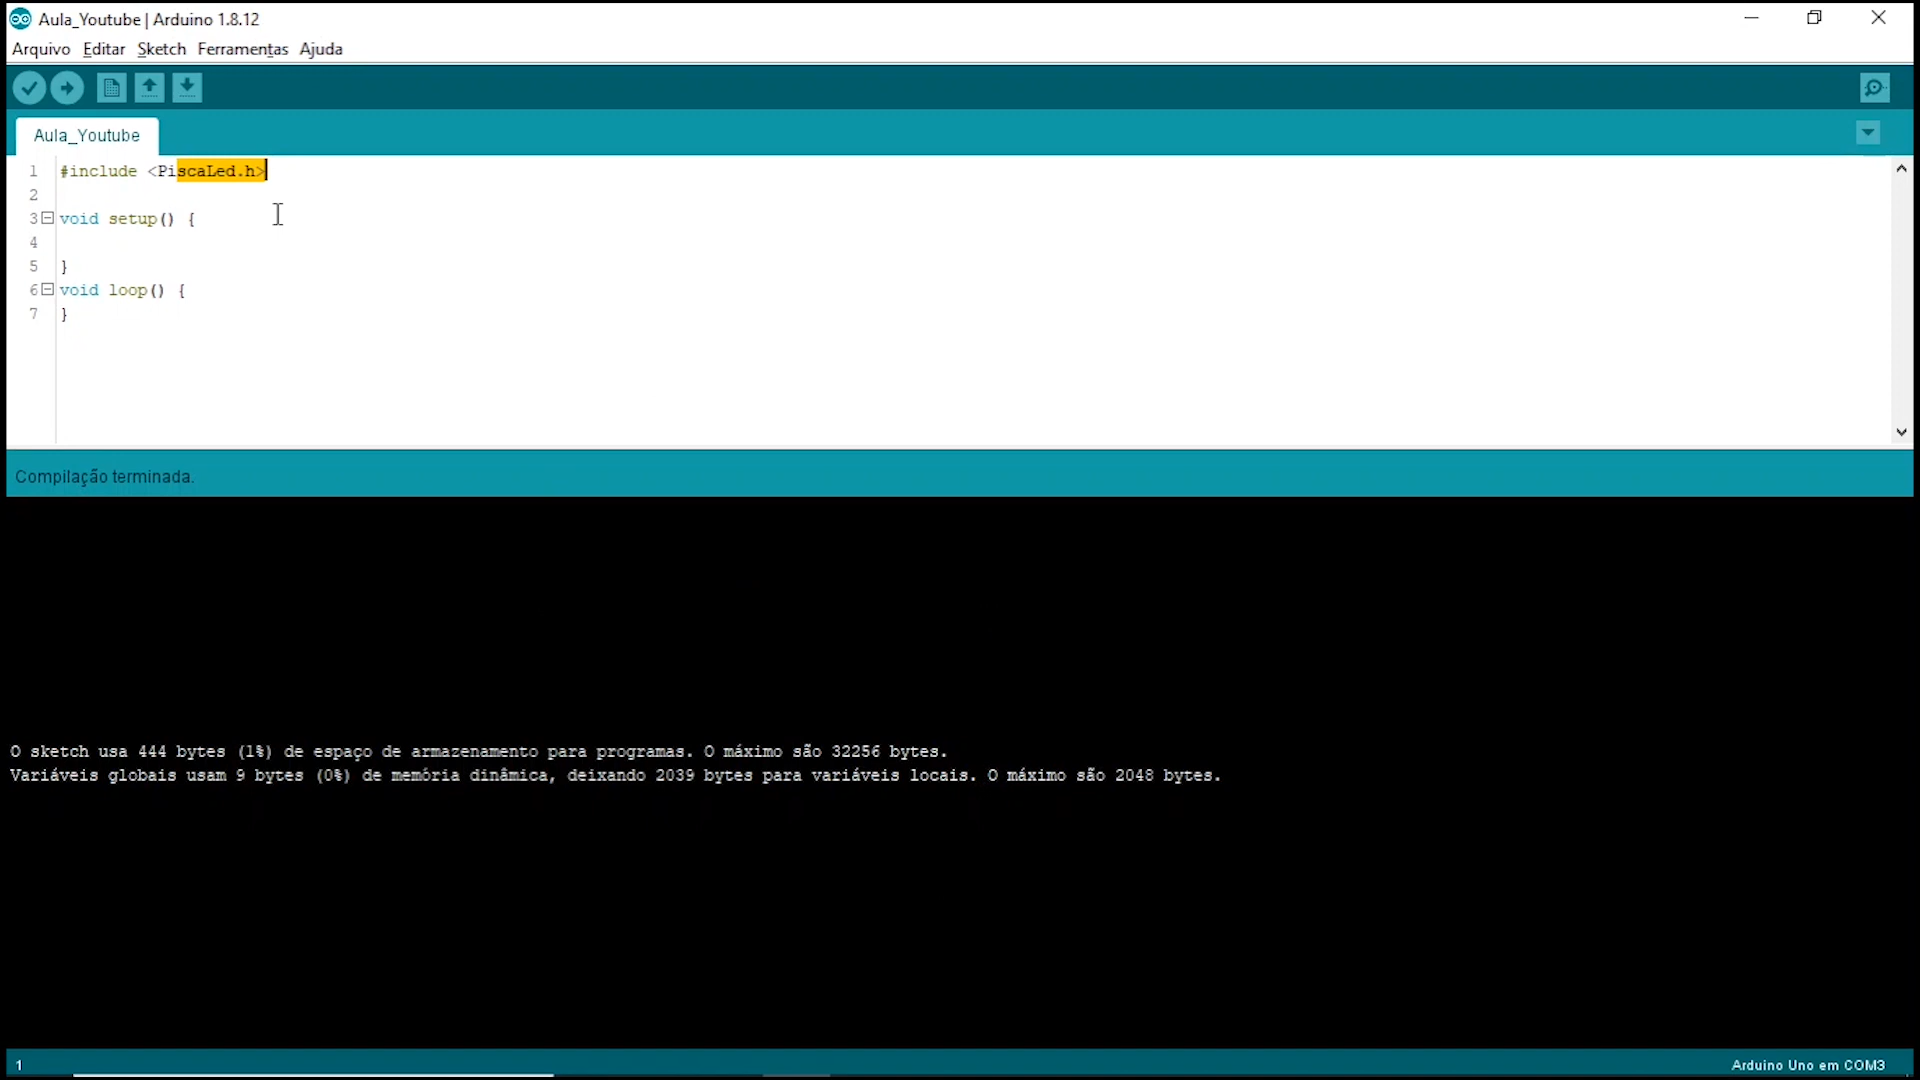 Aula_Youtube | Arduino 1.8.12
Arquivo Editar Sketch Ferramentas Ajuda
Aula_Youtube
1 #include <PiscaLed.h>
2
3 void setup() {
4
5 }
6 void loop() {
7 }
Compilação terminada.
O sketch usa 444 bytes (1%) de espaço de armazenamento para programas. O máximo são 32256 bytes.
Variáveis globais usam 9 bytes (0%) de memória dinâmica, deixando 2039 bytes para variáveis locais. O máximo são 2048 bytes.
1
Arduino Uno em COM3